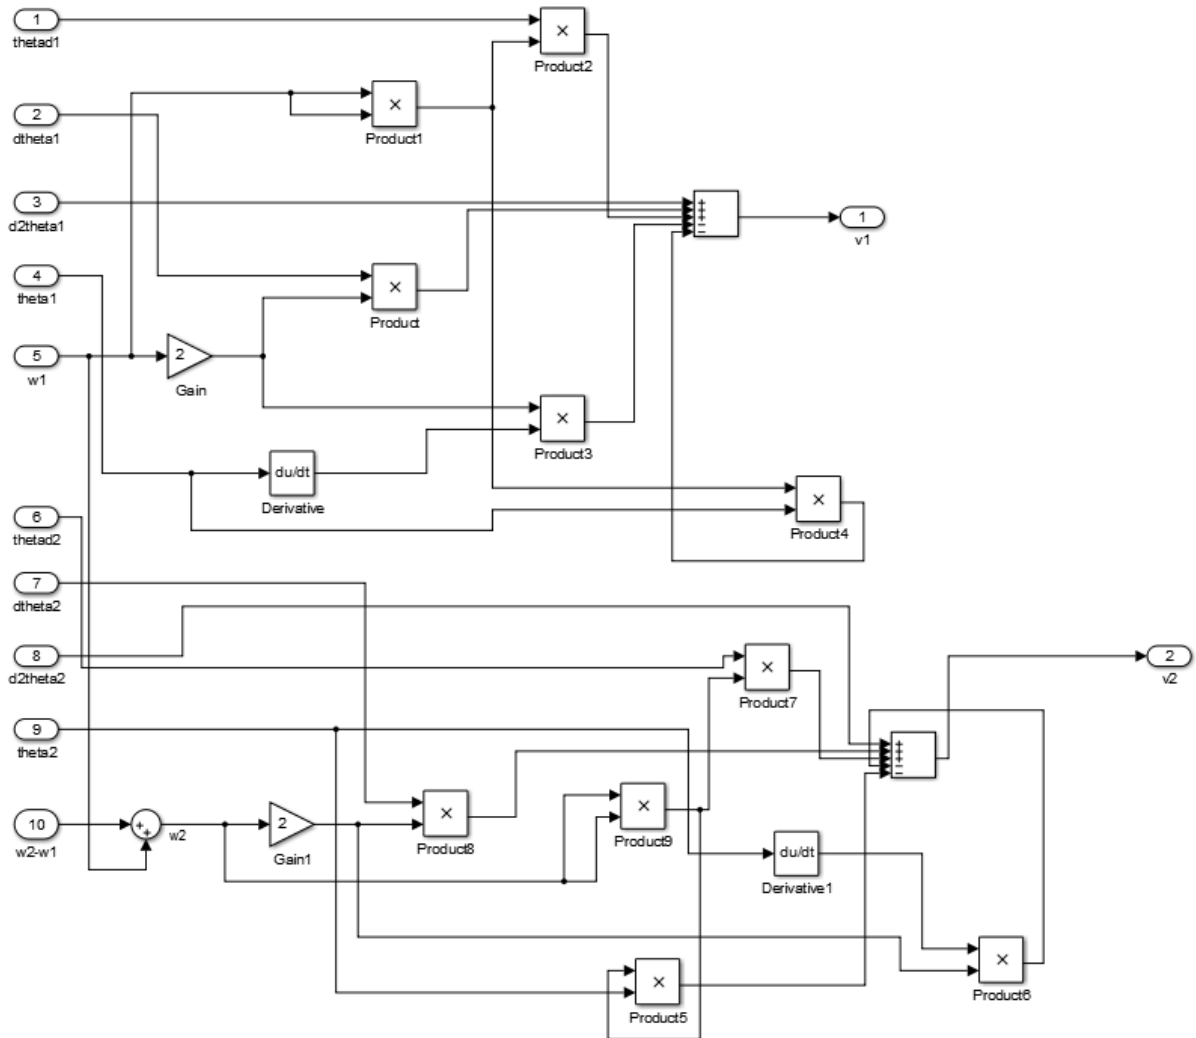 1
thetad1
×
Product2
2
dtheta1
×
Product1
3
d2theta1
+
+
+
−
−
1
v1
4
theta1
×
Product
5
w1
2
Gain
×
Product3
du/dt
Derivative
×
Product4
6
thetad2
7
dtheta2
8
d2theta2
×
Product7
2
v2
9
theta2
+
+
+
−
−
10
w2-w1
+
+
w2
2
Gain1
×
Product8
×
Product9
du/dt
Derivative1
×
Product5
×
Product6